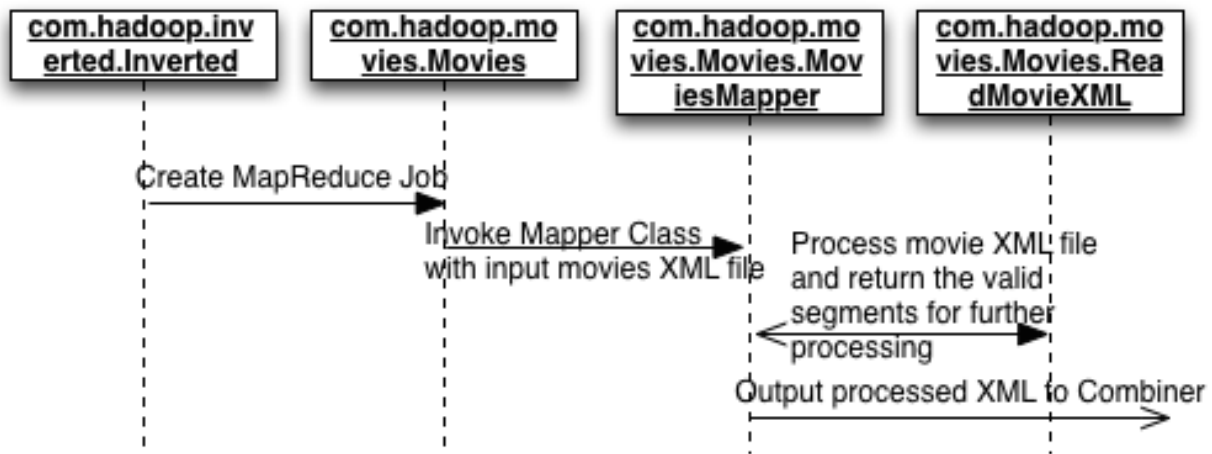 com.hadoop.inv
erted.Inverted
com.hadoop.mo
vies.Movies
com.hadoop.mo
vies.Movies.Mov
iesMapper
com.hadoop.mo
vies.Movies.Rea
dMovieXML
Create MapReduce Job
Invoke Mapper Class
with input movies XML file
Process movie XML file
and return the valid
segments for further
processing
Output processed XML to Combiner